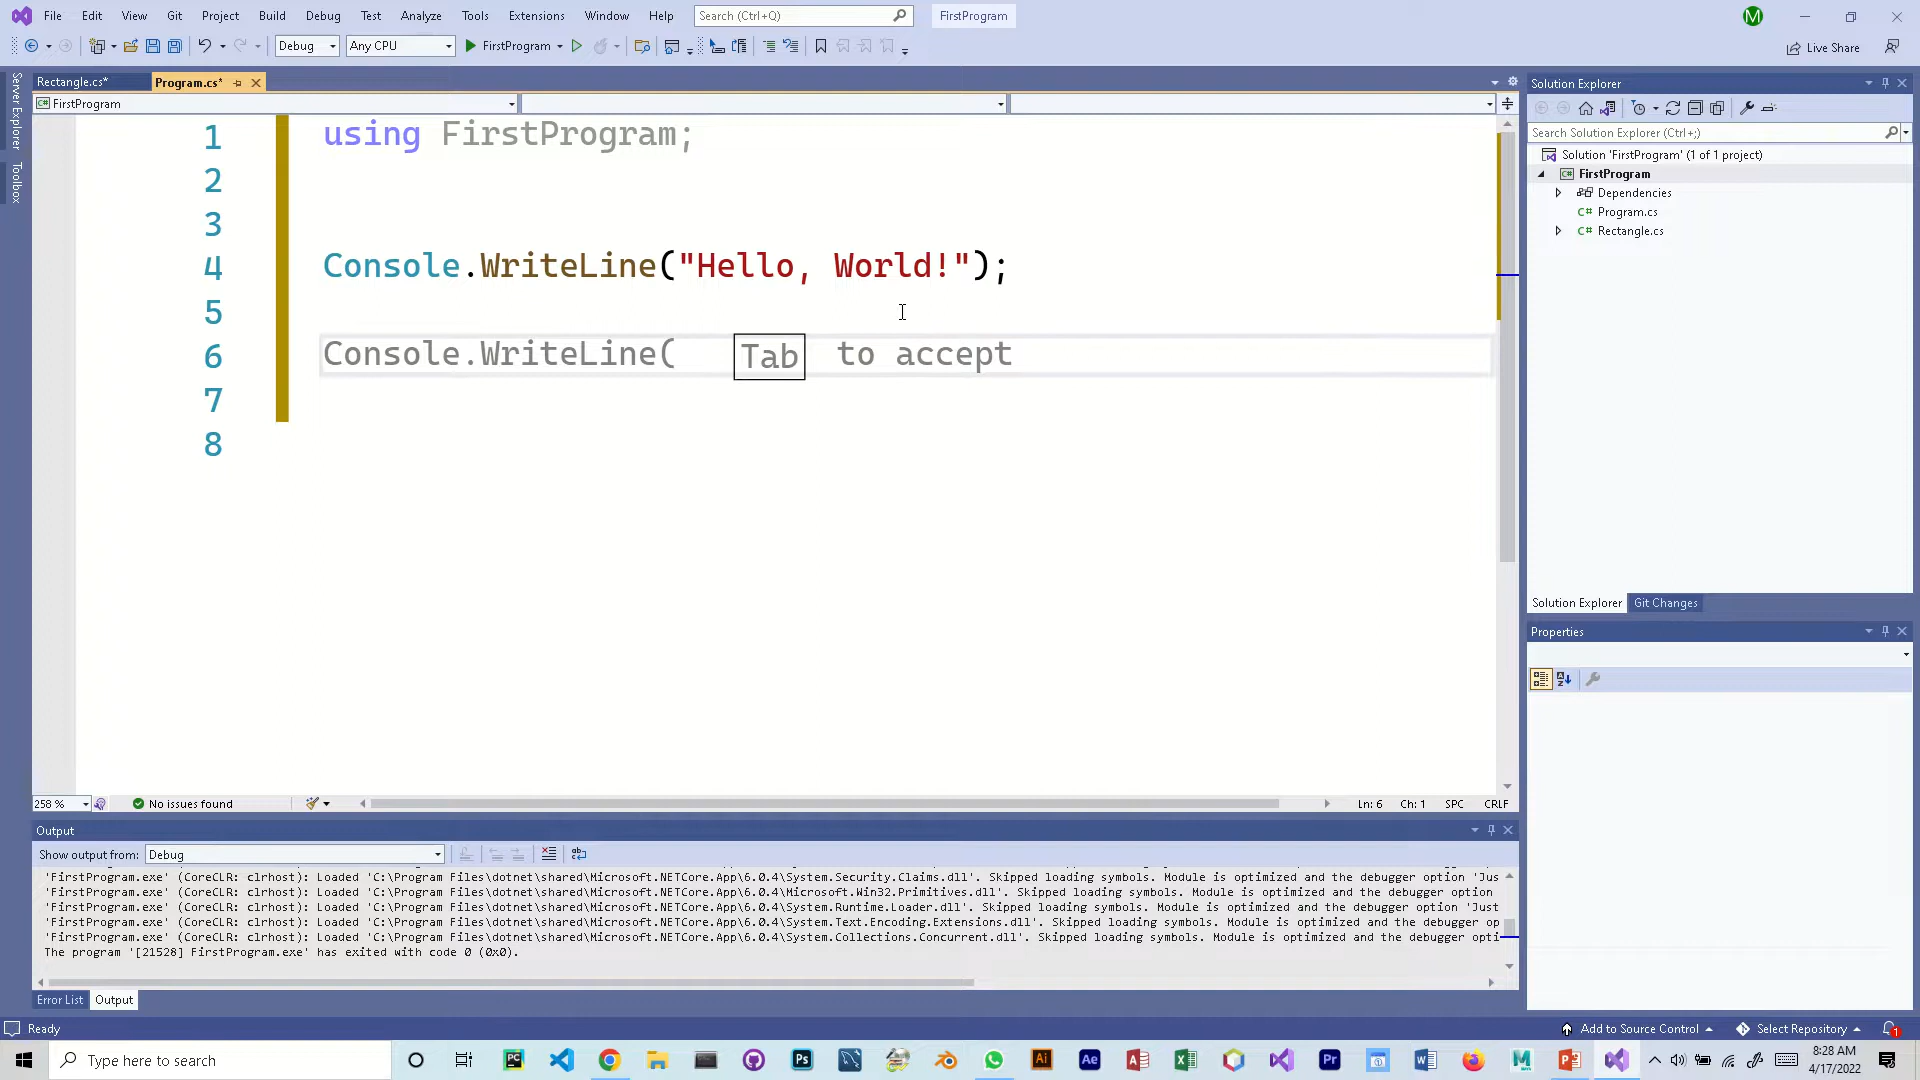 File Edit View Git Project Build Debug Test Analyze Tools Extensions Window Help Search (Ctrl+Q) FirstProgram M
Debug Any CPU FirstProgram Live Share
Server Explorer
Toolbox
Rectangle.cs* Program.cs*
FirstProgram
1 using FirstProgram;
2
3
4 Console.WriteLine("Hello, World!");
5
6 Console.WriteLine( Tab to accept
7
8
258 % No issues found Ln: 6 Ch: 1 SPC CRLF
Solution Explorer
Search Solution Explorer (Ctrl+;)
Solution 'FirstProgram' (1 of 1 project)
C# FirstProgram
Dependencies
C# Program.cs
C# Rectangle.cs
Solution Explorer Git Changes
Properties
Output
Show output from: Debug
'FirstProgram.exe' (CoreCLR: clrhost): Loaded 'C:\Program Files\dotnet\shared\Microsoft.NETCore.App\6.0.4\System.Security.Claims.dll'. Skipped loading symbols. Module is optimized and the debugger option 'Jus
'FirstProgram.exe' (CoreCLR: clrhost): Loaded 'C:\Program Files\dotnet\shared\Microsoft.NETCore.App\6.0.4\Microsoft.Win32.Primitives.dll'. Skipped loading symbols. Module is optimized and the debugger option
'FirstProgram.exe' (CoreCLR: clrhost): Loaded 'C:\Program Files\dotnet\shared\Microsoft.NETCore.App\6.0.4\System.Runtime.Loader.dll'. Skipped loading symbols. Module is optimized and the debugger option 'Just
'FirstProgram.exe' (CoreCLR: clrhost): Loaded 'C:\Program Files\dotnet\shared\Microsoft.NETCore.App\6.0.4\System.Text.Encoding.Extensions.dll'. Skipped loading symbols. Module is optimized and the debugger op
'FirstProgram.exe' (CoreCLR: clrhost): Loaded 'C:\Program Files\dotnet\shared\Microsoft.NETCore.App\6.0.4\System.Collections.Concurrent.dll'. Skipped loading symbols. Module is optimized and the debugger opti
The program '[21528] FirstProgram.exe' has exited with code 0 (0x0).
Error List Output
Ready Add to Source Control Select Repository 1
Type here to search 8:28 AM
4/17/2022